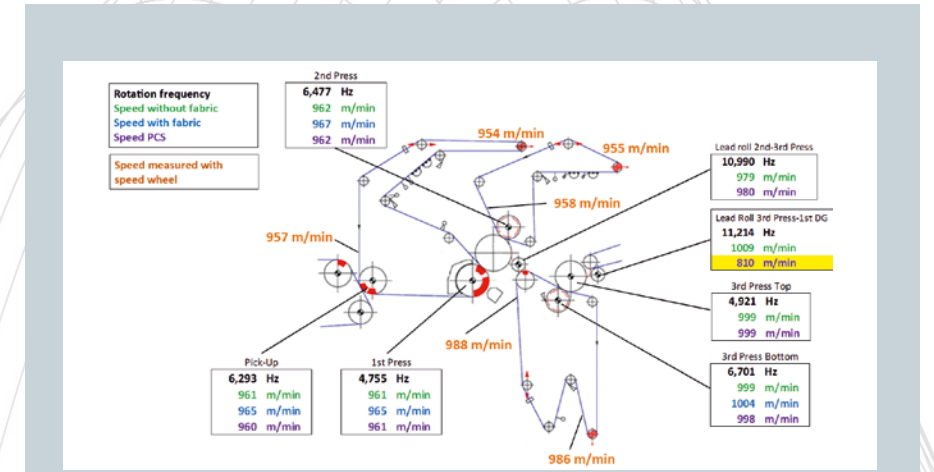 Rotation frequency
Speed without fabric
Speed with fabric
Speed PCS
Speed measured with
speed wheel
2nd Press
6,477 Hz
962 m/min
967 m/min
962 m/min
954 m/min
955 m/min
958 m/min
957 m/min
988 m/min
986 m/min
Lead roll 2nd-3rd Press
10,990 Hz
979 m/min
980 m/min
Lead Roll 3rd Press-1st DG
11,214 Hz
1009 m/min
810 m/min
3rd Press Top
4,921 Hz
999 m/min
999 m/min
3rd Press Bottom
6,701 Hz
999 m/min
1004 m/min
998 m/min
Pick-Up
6,293 Hz
961 m/min
965 m/min
960 m/min
1st Press
4,755 Hz
961 m/min
965 m/min
961 m/min